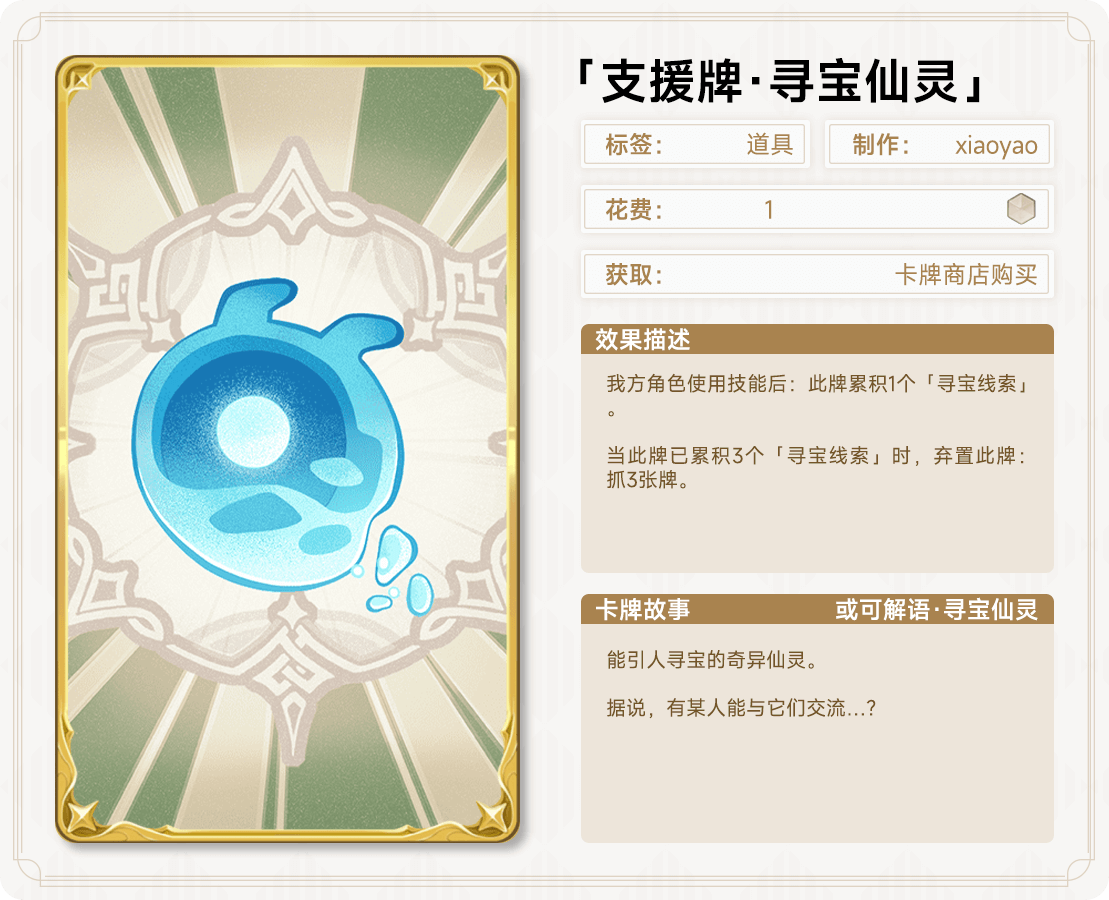 「支援牌·寻宝仙灵」
标签： 道具
制作： xiaoyao
花费： 1
获取： 卡牌商店购买
效果描述
我方角色使用技能后：此牌累积1个「寻宝线索」
。
当此牌已累积3个「寻宝线索」时，弃置此牌：
抓3张牌。
卡牌故事 或可解语·寻宝仙灵
能引人寻宝的奇异仙灵。
据说，有某人能与它们交流...?